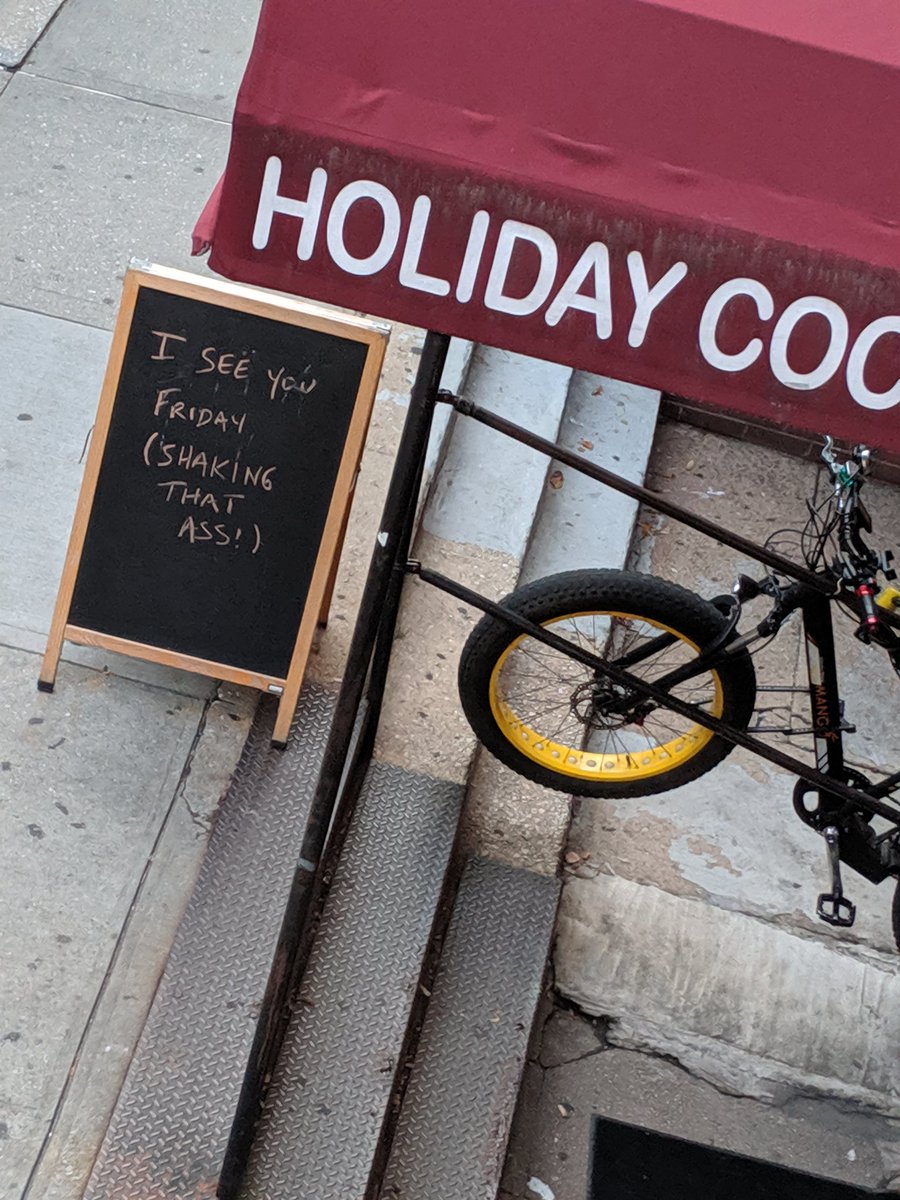 HOLIDAY COC
I SEE YOU
FRIDAY
(SHAKING
THAT
ASS!)